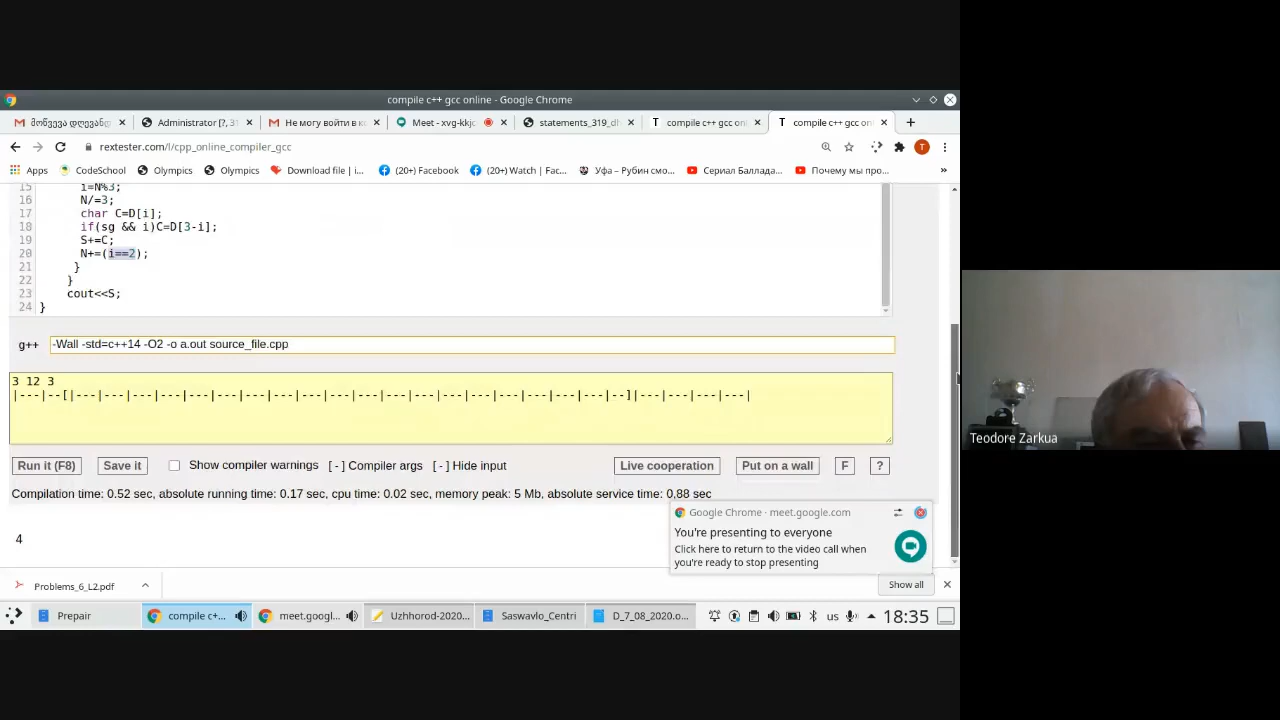 compile c++ gcc online - Google Chrome
მოწვევა დღევანდ
Administrator [?, 31
Не могу войти в к
Meet - xvg-kkjc
statements_319_dh
compile c++ gcc onl
compile c++ gcc onl
rextester.com/l/cpp_online_compiler_gcc
Apps
CodeSchool
Olympics
Olympics
Download file | i...
(20+) Facebook
(20+) Watch | Fac...
Уфа – Рубин смо...
Сериал Баллада...
Почему мы про...
»
15 i=N%3;
16 N/=3;
17 char C=D[i];
18 if(sg && i)C=D[3-i];
19 S+=C;
20 N+=(i==2);
21 }
22 }
23 cout<<S;
24 }
g++ -Wall -std=c++14 -O2 -o a.out source_file.cpp
3 12 3
|---|--[|---|---|---|---|---|---|---|---|---|---|---|---|---|---|---|---|---|---|---|--]|---|---|---|---|
Run it (F8)
Save it
Show compiler warnings
[ - ] Compiler args
[ - ] Hide input
Live cooperation
Put on a wall
F
?
Compilation time: 0.52 sec, absolute running time: 0.17 sec, cpu time: 0.02 sec, memory peak: 5 Mb, absolute service time: 0,88 sec
4
Google Chrome · meet.google.com
You're presenting to everyone
Click here to return to the video call when
you're ready to stop presenting
Problems_6_L2.pdf
Show all
Prepair
compile c+...
meet.googl...
Uzhhorod-2020...
Saswavlo_Centri
D_7_08_2020.o...
us
18:35
Teodore Zarkua